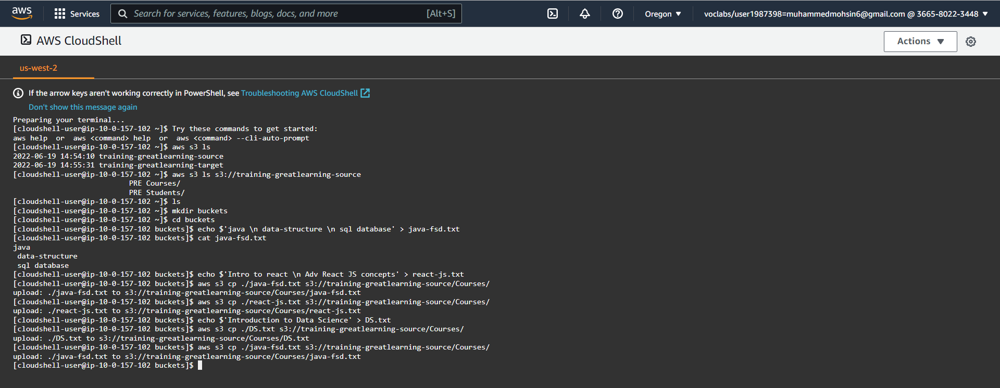 aws
Services
Search for services, features, blogs, docs, and more [Alt+S]
Oregon ▼
voclabs/user1987398=muhammedmohsin6@gmail.com @ 3665-8022-3448 ▼
AWS CloudShell
Actions ▼
us-west-2
If the arrow keys aren't working correctly in PowerShell, see Troubleshooting AWS CloudShell
Don't show this message again
Preparing your terminal...
[cloudshell-user@ip-10-0-157-102 ~]$ Try these commands to get started:
aws help  or  aws <command> help  or  aws <command> --cli-auto-prompt
[cloudshell-user@ip-10-0-157-102 ~]$ aws s3 ls
2022-06-19 14:54:10 training-greatlearning-source
2022-06-19 14:55:31 training-greatlearning-target
[cloudshell-user@ip-10-0-157-102 ~]$ aws s3 ls s3://training-greatlearning-source
                           PRE Courses/
                           PRE Students/
[cloudshell-user@ip-10-0-157-102 ~]$ ls
[cloudshell-user@ip-10-0-157-102 ~]$ mkdir buckets
[cloudshell-user@ip-10-0-157-102 ~]$ cd buckets
[cloudshell-user@ip-10-0-157-102 buckets]$ echo $'java \n data-structure \n sql database' > java-fsd.txt
[cloudshell-user@ip-10-0-157-102 buckets]$ cat java-fsd.txt
java
 data-structure
 sql database
[cloudshell-user@ip-10-0-157-102 buckets]$ echo $'Intro to react \n Adv React JS concepts' > react-js.txt
[cloudshell-user@ip-10-0-157-102 buckets]$ aws s3 cp ./java-fsd.txt s3://training-greatlearning-source/Courses/
upload: ./java-fsd.txt to s3://training-greatlearning-source/Courses/java-fsd.txt
[cloudshell-user@ip-10-0-157-102 buckets]$ aws s3 cp ./react-js.txt s3://training-greatlearning-source/Courses/
upload: ./react-js.txt to s3://training-greatlearning-source/Courses/react-js.txt
[cloudshell-user@ip-10-0-157-102 buckets]$ echo $'Introduction to Data Science' > DS.txt
[cloudshell-user@ip-10-0-157-102 buckets]$ aws s3 cp ./DS.txt s3://training-greatlearning-source/Courses/
upload: ./DS.txt to s3://training-greatlearning-source/Courses/DS.txt
[cloudshell-user@ip-10-0-157-102 buckets]$ aws s3 cp ./java-fsd.txt s3://training-greatlearning-source/Courses/
upload: ./java-fsd.txt to s3://training-greatlearning-source/Courses/java-fsd.txt
[cloudshell-user@ip-10-0-157-102 buckets]$